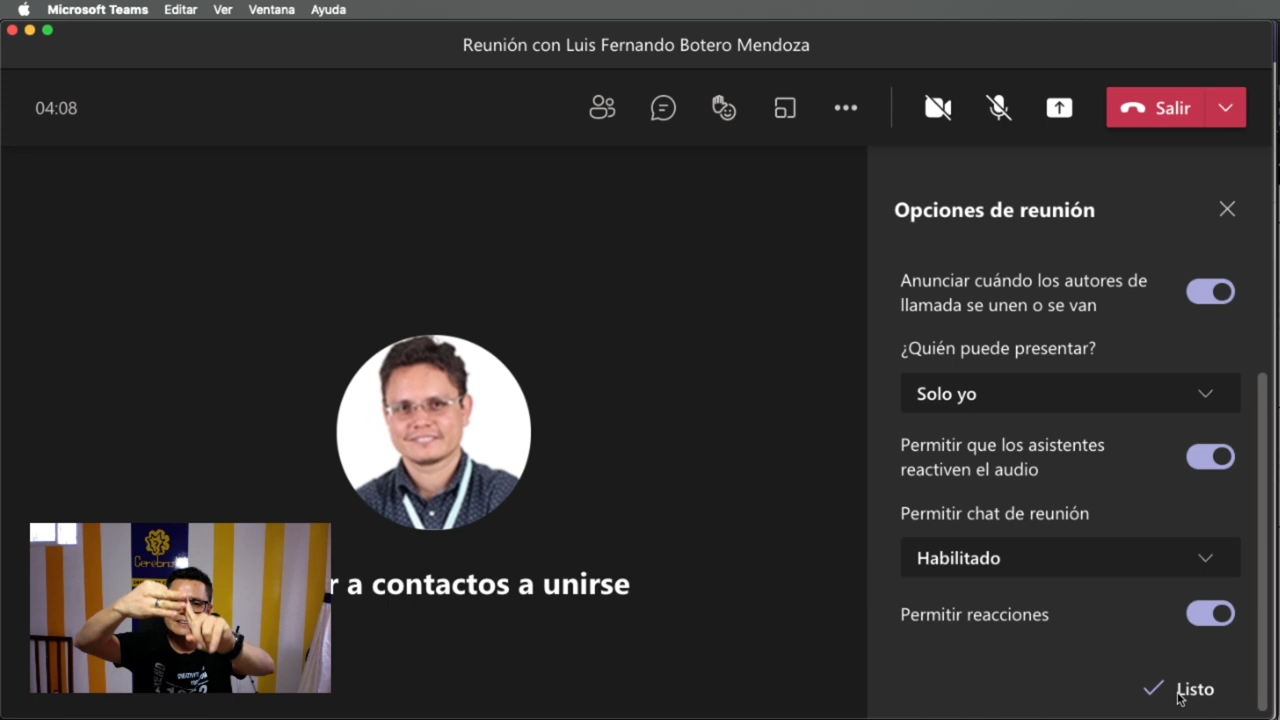 Microsoft Teams Editar Ver Ventana Ayuda
Reunión con Luis Fernando Botero Mendoza
04:08
Salir
Opciones de reunión
Anunciar cuándo los autores de
llamada se unen o se van
¿Quién puede presentar?
Solo yo
Permitir que los asistentes
reactiven el audio
Permitir chat de reunión
Habilitado
Permitir reacciones
Listo
r a contactos a unirse
Cerebro